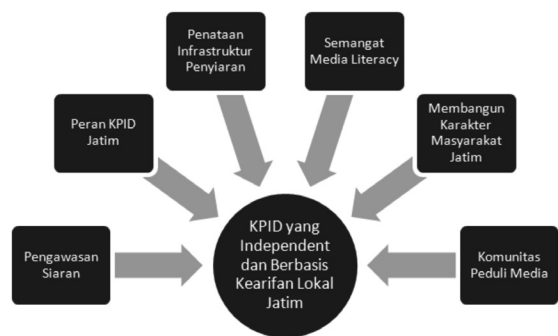 Penataan
Infrastruktur
Penyiaran
Semangat
Media Literacy
Peran KPID
Jatim
Membangun
Karakter
Masyarakat
Jatim
Pengawasan
Siaran
KPID yang
Independent
dan Berbasis
Kearifan Lokal
Jatim
Komunitas
Peduli Media